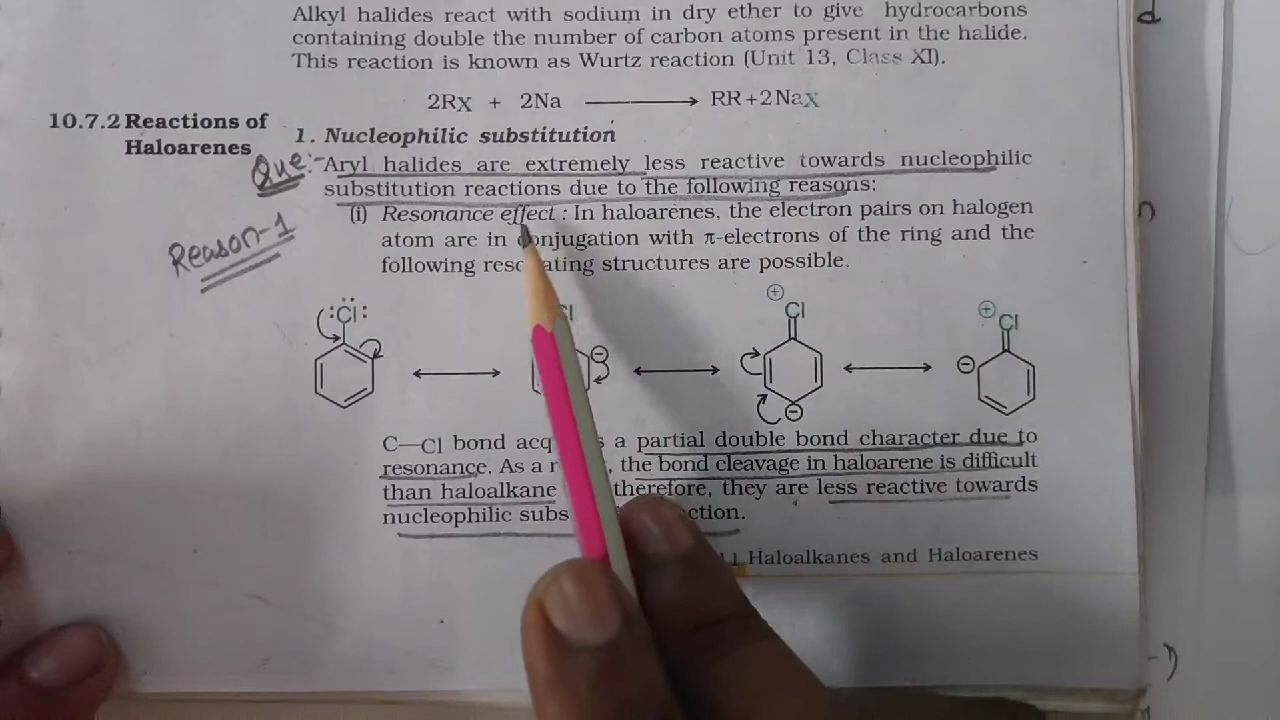 Alkyl halides react with sodium in dry ether to give hydrocarbons
containing double the number of carbon atoms present in the halide.
This reaction is known as Wurtz reaction (Unit 13, Class XI).
2RX + 2Na → RR+2NaX
10.7.2 Reactions of
Haloarenes
1. Nucleophilic substitution
Que:- Aryl halides are extremely less reactive towards nucleophilic
substitution reactions due to the following reasons:
Reason-1
(i) Resonance effect : In haloarenes, the electron pairs on halogen
atom are in conjugation with π-electrons of the ring and the
following resonating structures are possible.
:Cl: Cl ⊕ Cl ⊕ Cl
⊖ ⊖ ⊖
C—Cl bond a partial double bond character due to
resonance. As a the bond cleavage in haloarene is difficult
than haloalkane therefore, they are less reactive towards
nucleophilic
Haloalkanes and Haloarenes